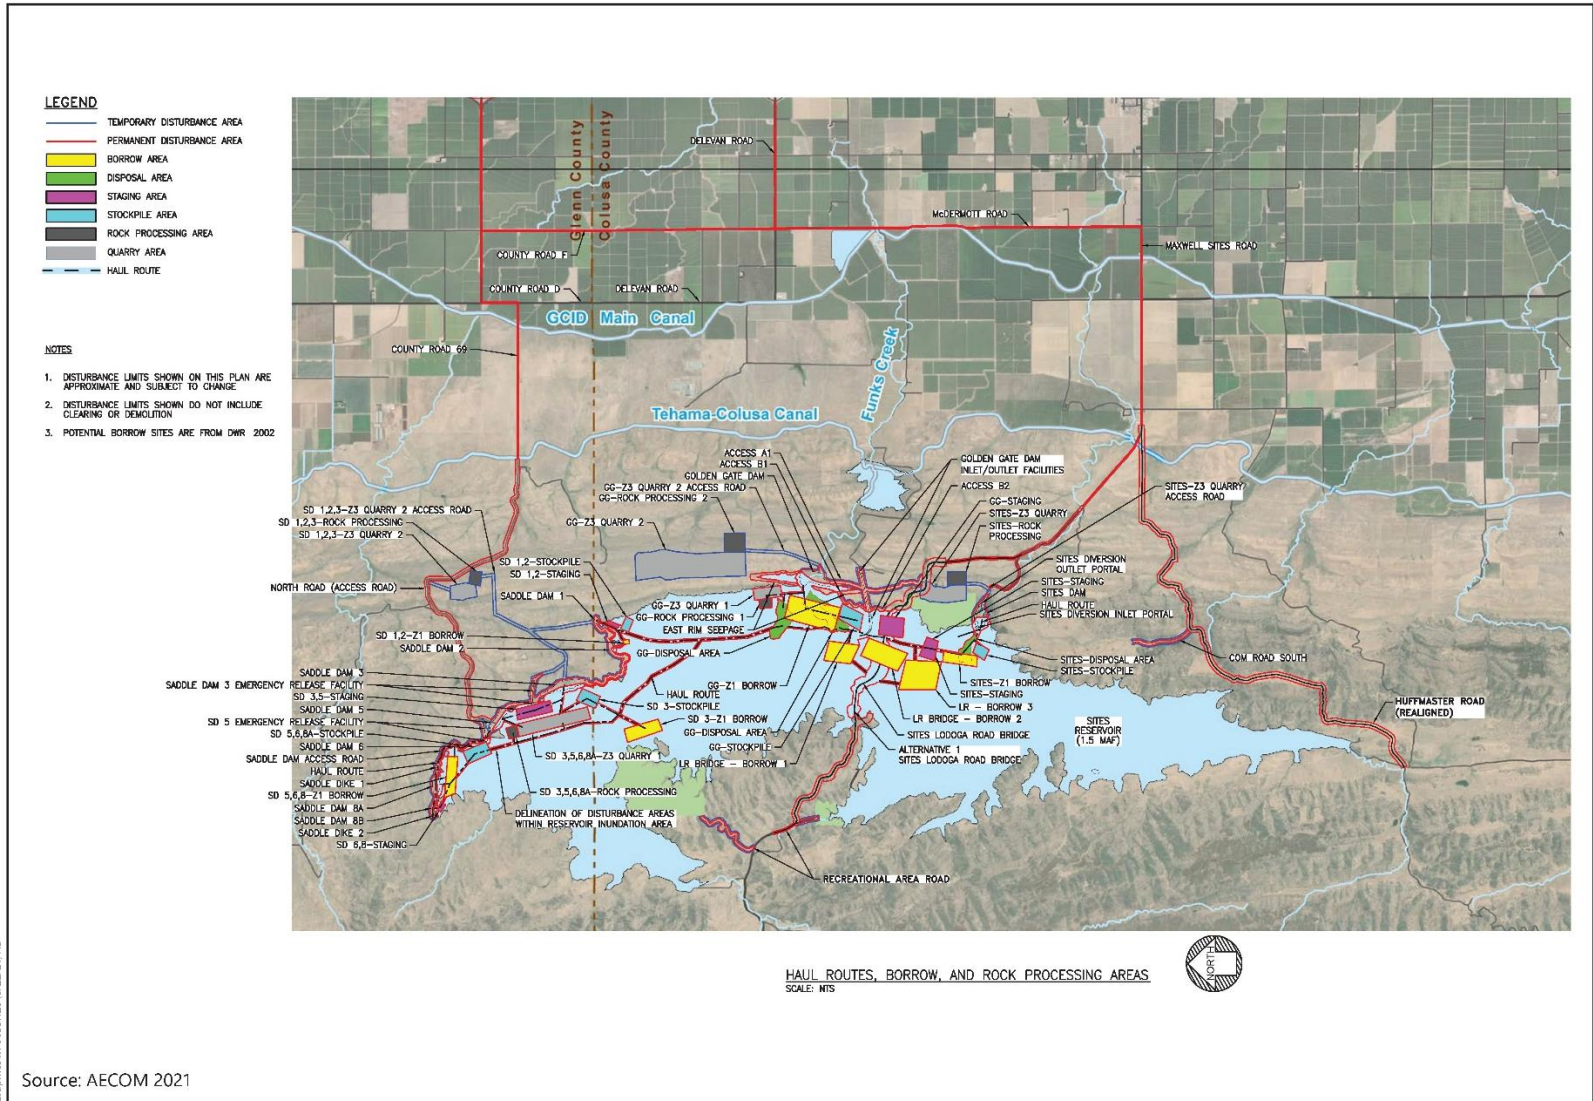 LEGEND
TEMPORARY DISTURBANCE AREA
PERMANENT DISTURBANCE AREA
BORROW AREA
DISPOSAL AREA
STAGING AREA
STOCKPILE AREA
ROCK PROCESSING AREA
QUARRY AREA
HAUL ROUTE
NOTES
1. DISTURBANCE LIMITS SHOWN ON THIS PLAN ARE
APPROXIMATE AND SUBJECT TO CHANGE
2. DISTURBANCE LIMITS SHOWN DO NOT INCLUDE
CLEARING OR DEMOLITION
3. POTENTIAL BORROW SITES ARE FROM DWR 2002
Glenn County
Colusa County
DELEVAN ROAD
McDERMOTT ROAD
MAXWELL SITES ROAD
COUNTY ROAD F
COUNTY ROAD D
DELEVAN ROAD
GCID Main Canal
COUNTY ROAD 69
Funks Creek
Tehama-Colusa Canal
ACCESS A1
ACCESS B1
GOLDEN GATE DAM
GG-Z3 QUARRY 2 ACCESS ROAD
GG-ROCK PROCESSING 2
GG-Z3 QUARRY 2
GOLDEN GATE DAM
INLET/OUTLET FACILITIES
ACCESS B2
GG-STAGING
SITES-Z3 QUARRY
SITES-ROCK
PROCESSING
SITES-Z3 QUARRY
ACCESS ROAD
SD 1,2,3-Z3 QUARRY 2 ACCESS ROAD
SD 1,2,3-ROCK PROCESSING
SD 1,2,3-Z3 QUARRY 2
SD 1,2-STOCKPILE
SD 1,2-STAGING
NORTH ROAD (ACCESS ROAD)
SADDLE DAM 1
SITES DIVERSION
OUTLET PORTAL
SITES-STAGING
SITES DAM
HAUL ROUTE
SITES DIVERSION INLET PORTAL
GG-Z3 QUARRY 1
GG-ROCK PROCESSING 1
EAST RIM SEEPAGE
SD 1,2-Z1 BORROW
SADDLE DAM 2
GG-DISPOSAL AREA
SITES-DISPOSAL AREA
SITES-STOCKPILE
COM ROAD SOUTH
SADDLE DAM 3
SADDLE DAM 3 EMERGENCY RELEASE FACILITY
SD 3,5-STAGING
SADDLE DAM 5
SD 5 EMERGENCY RELEASE FACILITY
SD 5,6,8A-STOCKPILE
SADDLE DAM 6
SADDLE DAM ACCESS ROAD
HAUL ROUTE
SADDLE DIKE 1
SD 5,6,8-Z1 BORROW
SADDLE DAM 8A
SADDLE DAM 8B
SADDLE DIKE 2
SD 6,8-STAGING
GG-Z1 BORROW
HAUL ROUTE
SD 3-STOCKPILE
SD 3-Z1 BORROW
GG-DISPOSAL AREA
GG-STOCKPILE
LR BRIDGE - BORROW 1
SITES-Z1 BORROW
SITES-STAGING
LR - BORROW 3
LR BRIDGE - BORROW 2
SITES LODOGA ROAD BRIDGE
ALTERNATIVE 1
SITES LODOGA ROAD BRIDGE
SITES
RESERVOIR
(1.5 MAF)
HUFFMASTER ROAD
(REALIGNED)
SD 3,5,6,8A-Z3 QUARRY 1
SD 3,5,6,8A-ROCK PROCESSING
DELINEATION OF DISTURBANCE AREAS
WITHIN RESERVOIR INUNDATION AREA
RECREATIONAL AREA ROAD
HAUL ROUTES, BORROW, AND ROCK PROCESSING AREAS
SCALE: NTS
NORTH
Source: AECOM 2021